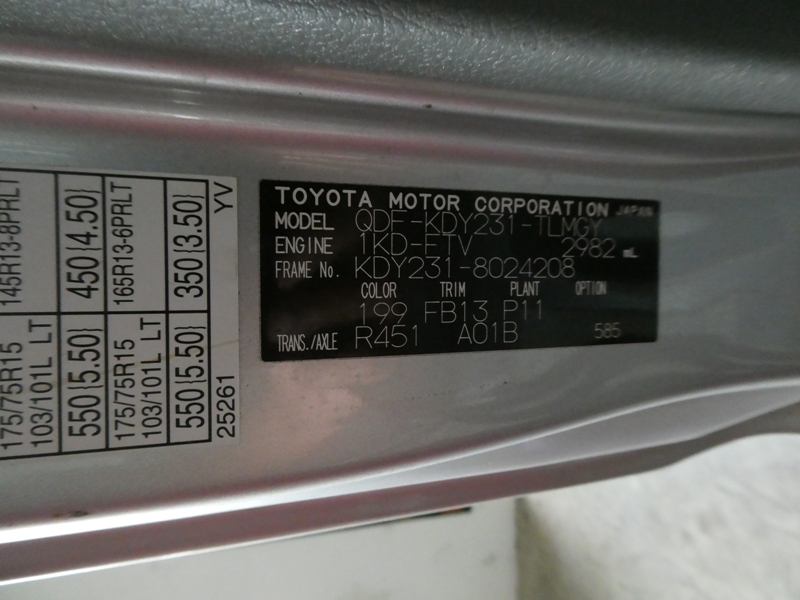 TOYOTA MOTOR CORPORATION JAPAN
MODEL QDF-KDY231-TLMGY
ENGINE 1KD-FTV 2982 mL
FRAME No. KDY231-8024208
COLOR TRIM PLANT OPTION
199 FB13 P11
TRANS./AXLE R451 A01B 585
145R13-8PRLT
450{4.50}
165R13-6PRLT
350{3.50}
YV
175/75R15
103/101L LT
550{5.50}
175/75R15
103/101L LT
550{5.50}
25261